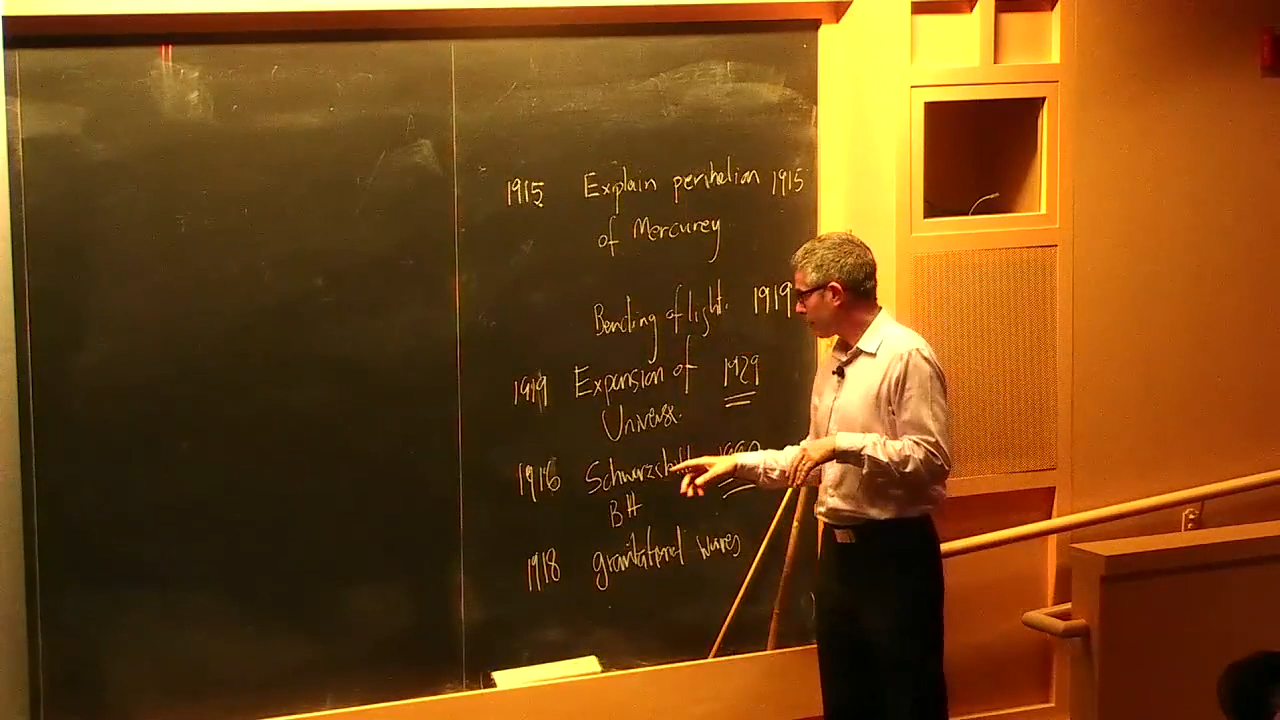 1915 Explain perihelion 1915
of Mercurey
Bending of light. 1919
1919 Expansion of 1929
Universe.
1916
BH
1918 gravitational waves